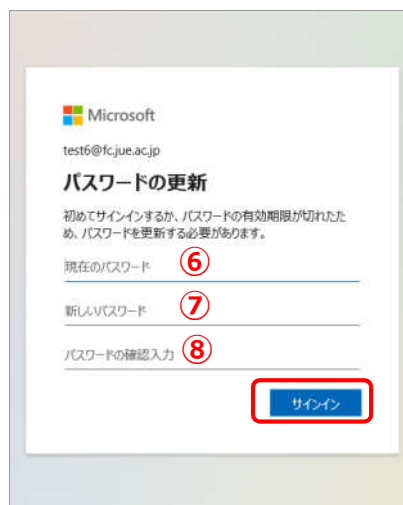 Microsoft
test6@fc.jue.ac.jp
パスワードの更新
初めてサインインするか、パスワードの有効期限が切れたた
め、パスワードを更新する必要があります。
現在のパスワード ⑥
新しいパスワード ⑦
パスワードの確認入力 ⑧
サインイン